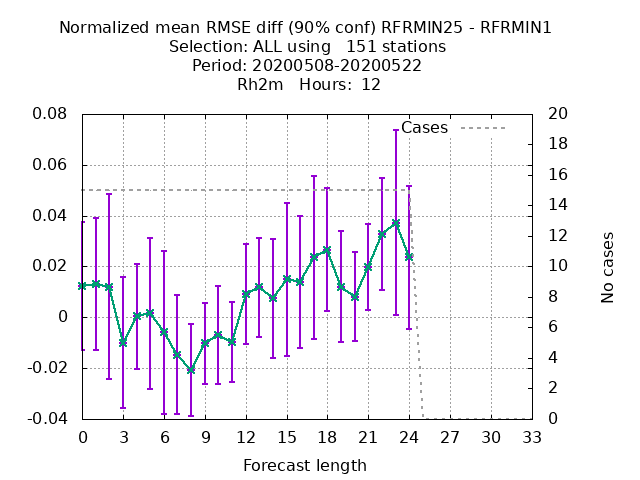 Normalized mean RMSE diff (90% conf) RFRMIN25 - RFRMIN1
Selection: ALL using   151 stations
Period: 20200508-20200522
Rh2m   Hours:  12
Cases
0.08
0.06
0.04
0.02
0
-0.02
-0.04
20
18
16
14
12
10
8
6
4
2
0
No cases
0 3 6 9 12 15 18 21 24 27 30 33
Forecast length